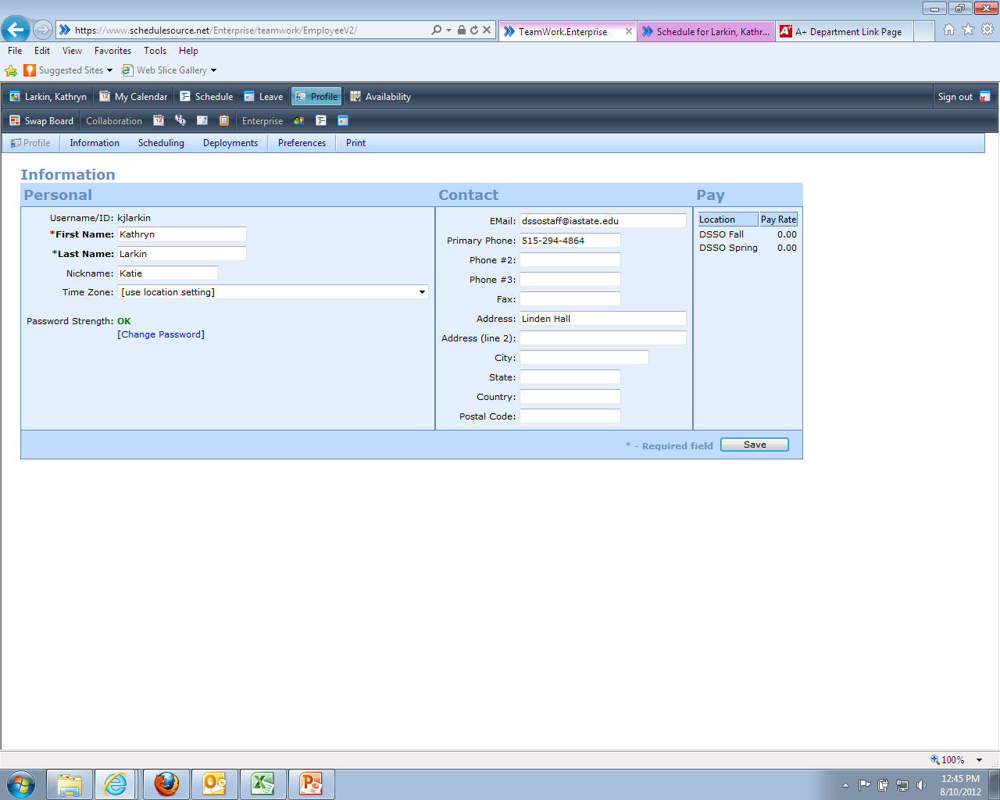 https://www.schedulesource.net/Enterprise/teamwork/EmployeeV2/
TeamWork.Enterprise
Schedule for Larkin, Kathr...
A+ Department Link Page
File Edit View Favorites Tools Help
Suggested Sites Web Slice Gallery
Larkin, Kathryn My Calendar Schedule Leave Profile Availability Sign out
Swap Board Collaboration Enterprise
Profile Information Scheduling Deployments Preferences Print
Information
Personal
Username/ID: kjlarkin
*First Name: Kathryn
*Last Name: Larkin
Nickname: Katie
Time Zone: [use location setting]
Password Strength: OK
[Change Password]
Contact
EMail: dssostaff@iastate.edu
Primary Phone: 515-294-4864
Phone #2:
Phone #3:
Fax:
Address: Linden Hall
Address (line 2):
City:
State:
Country:
Postal Code:
Pay
Location Pay Rate
DSSO Fall 0.00
DSSO Spring 0.00
* - Required field Save
100%
12:45 PM
8/10/2012